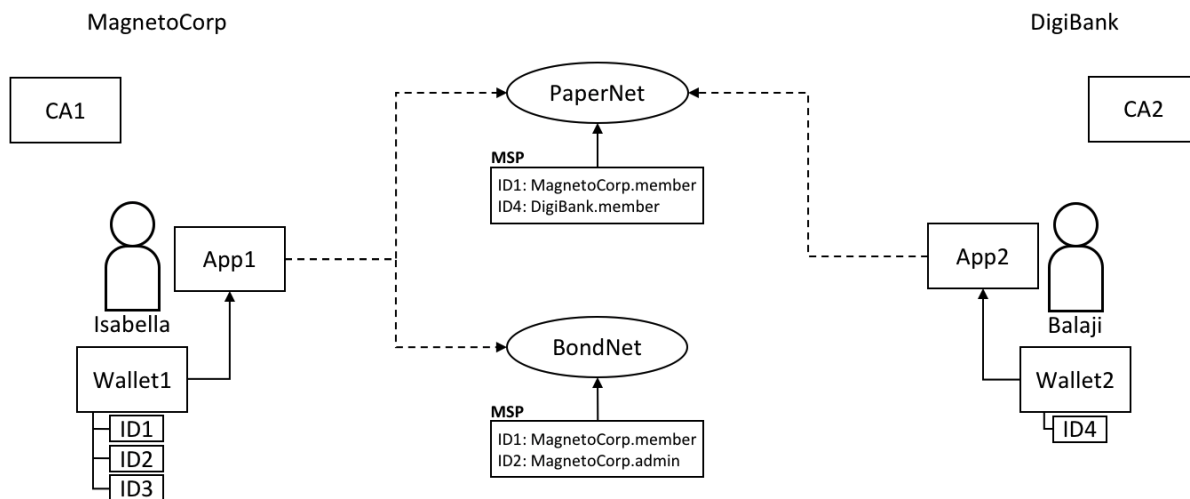 MagnetoCorp
DigiBank
CA1
PaperNet
CA2
MSP
ID1: MagnetoCorp.member
ID4: DigiBank.member
App1
App2
Isabella
Balaji
BondNet
Wallet1
Wallet2
MSP
ID1: MagnetoCorp.member
ID2: MagnetoCorp.admin
ID1
ID2
ID3
ID4